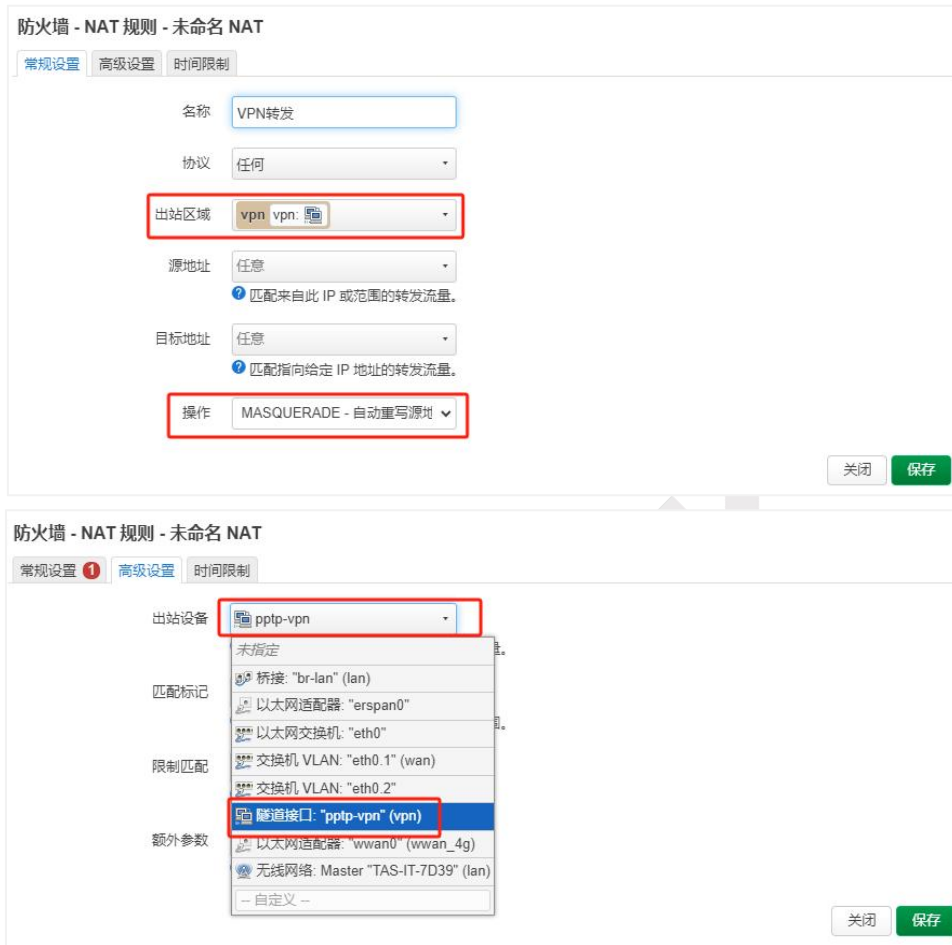 防火墙 - NAT 规则 - 未命名 NAT
常规设置 高级设置 时间限制
名称 VPN转发
协议 任何
出站区域 vpn vpn:
源地址 任意
匹配来自此 IP 或范围的转发流量。
目标地址 任意
匹配指向给定 IP 地址的转发流量。
操作 MASQUERADE - 自动重写源地
关闭 保存
防火墙 - NAT 规则 - 未命名 NAT
常规设置 1 高级设置 时间限制
出站设备 pptp-vpn
未指定
桥接: "br-lan" (lan)
匹配标记
以太网适配器: "erspan0"
以太网交换机: "eth0"
限制匹配 交换机 VLAN: "eth0.1" (wan)
交换机 VLAN: "eth0.2"
隧道接口: "pptp-vpn" (vpn)
额外参数 以太网适配器: "wwan0" (wwan_4g)
无线网络: Master "TAS-IT-7D39" (lan)
-- 自定义 --
关闭 保存